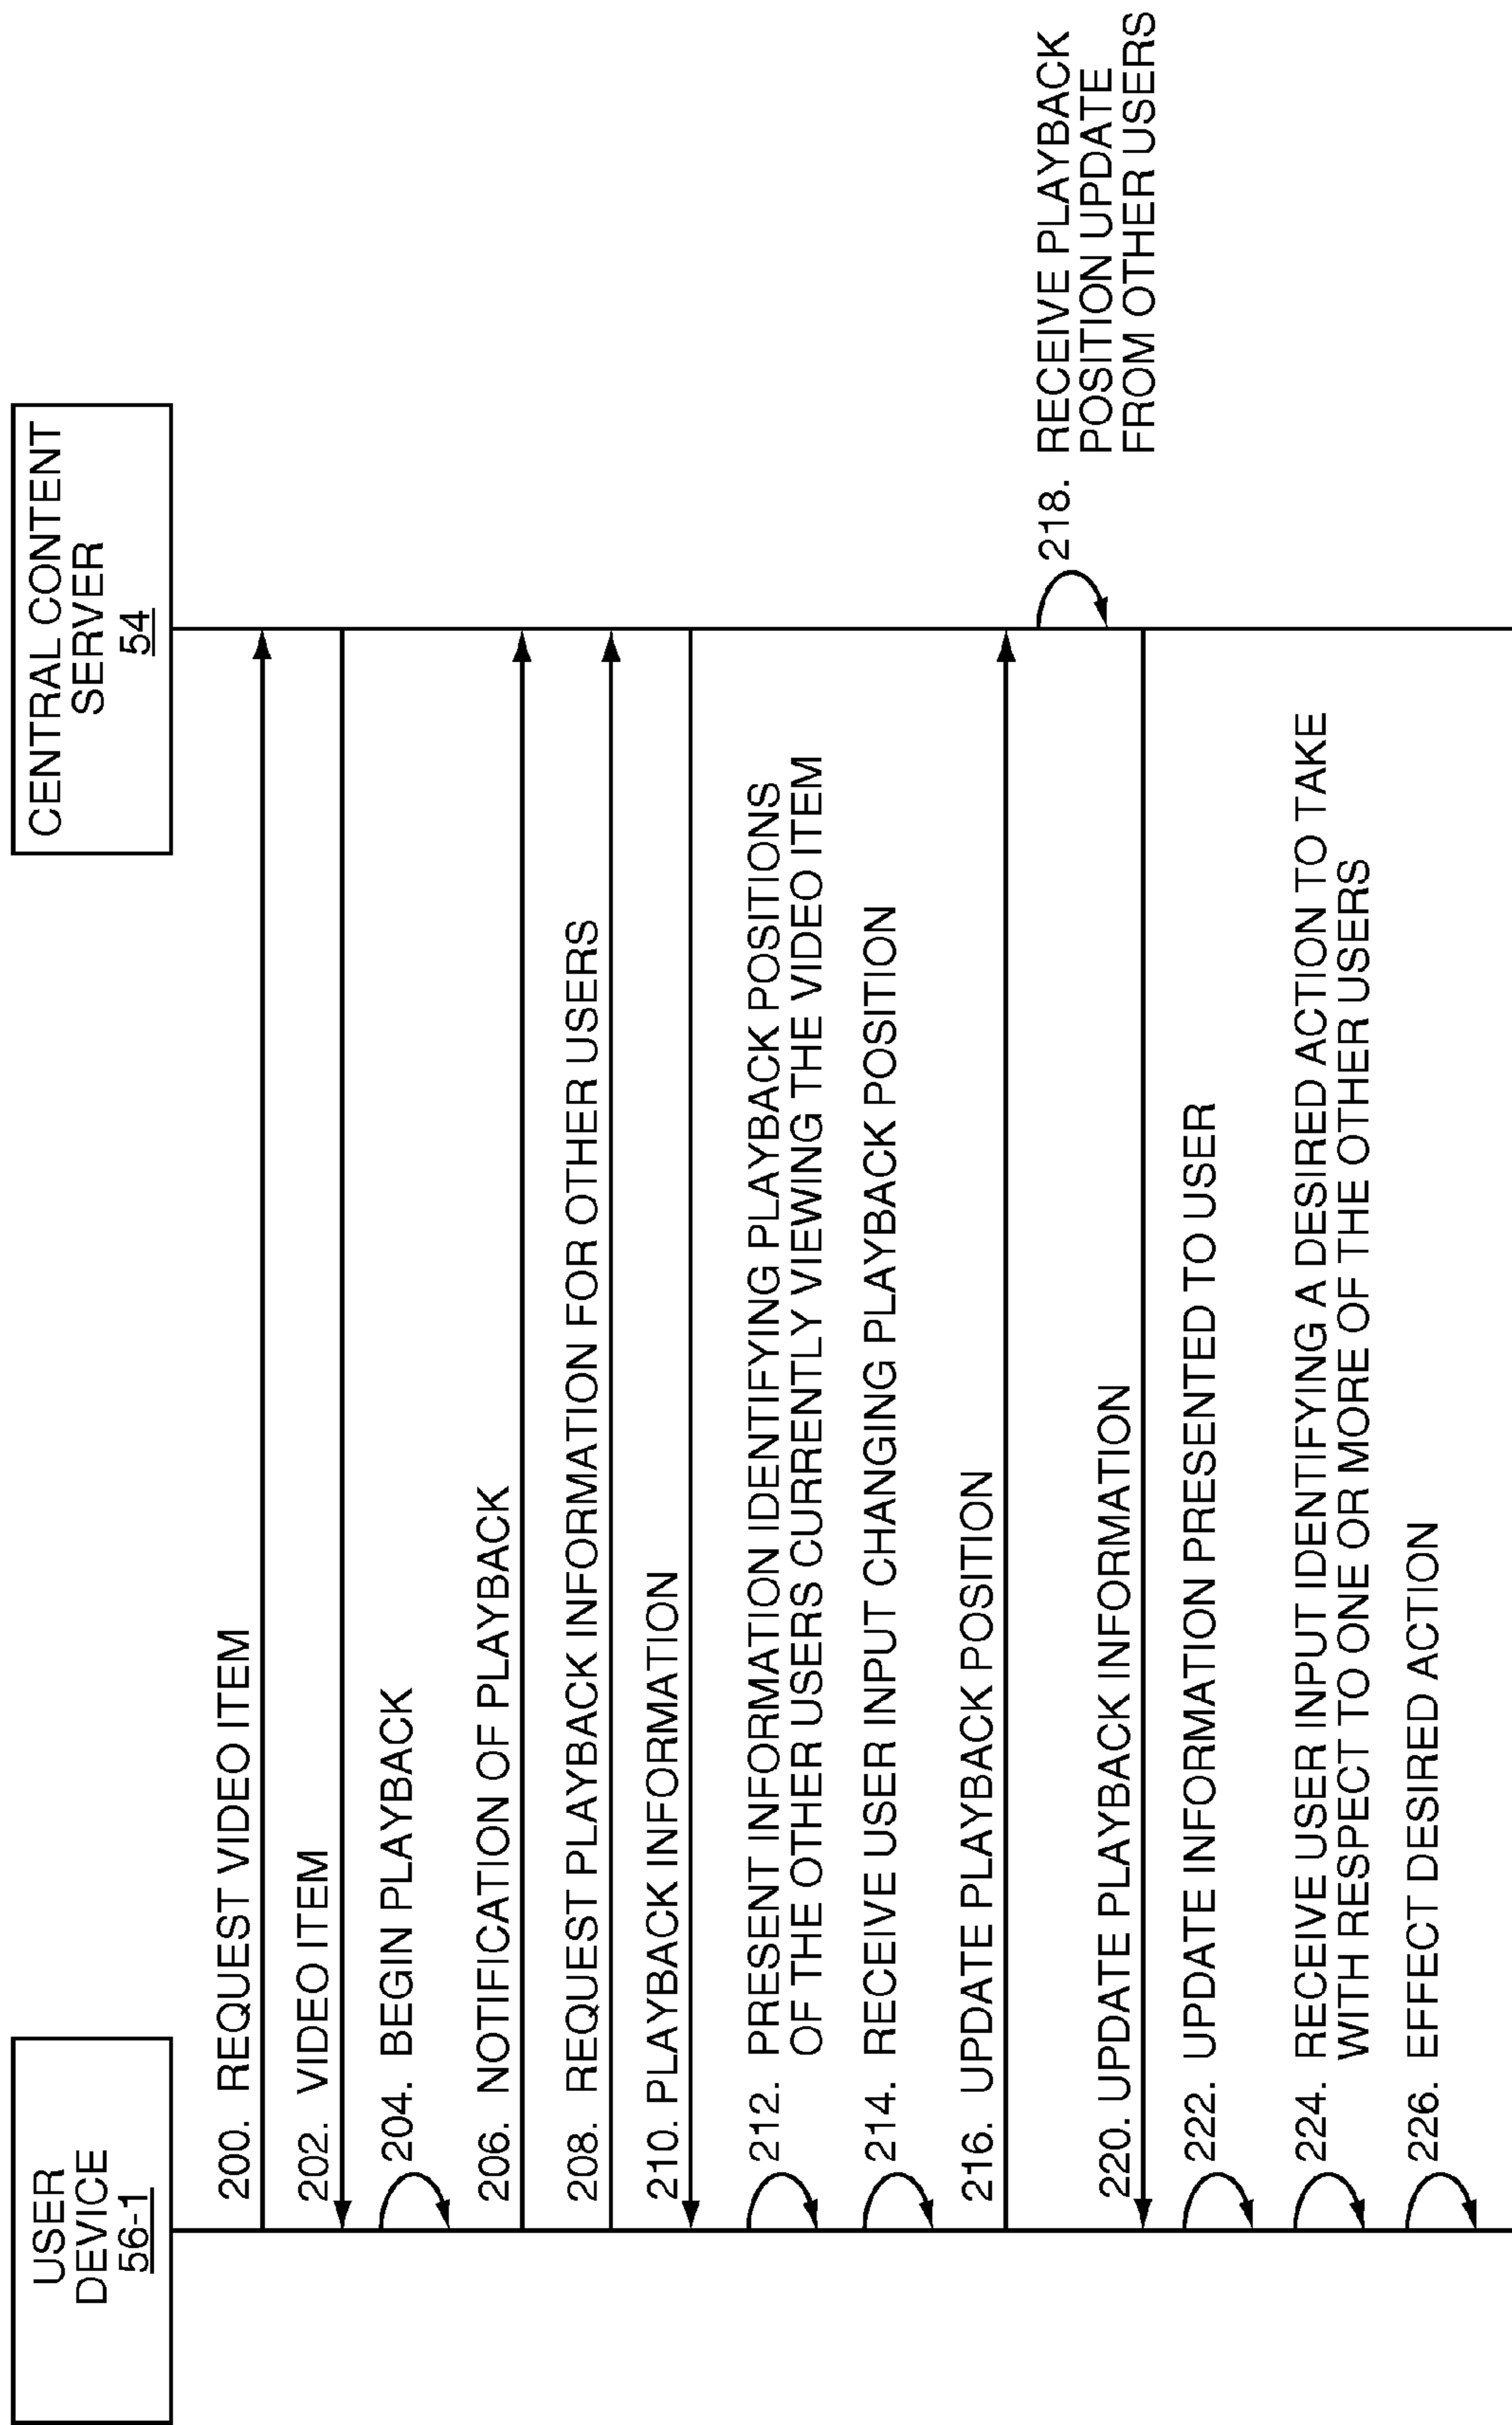 USER
DEVICE
56-1
CENTRAL CONTENT
SERVER
54
200. REQUEST VIDEO ITEM
202. VIDEO ITEM
204. BEGIN PLAYBACK
206. NOTIFICATION OF PLAYBACK
208. REQUEST PLAYBACK INFORMATION FOR OTHER USERS
210. PLAYBACK INFORMATION
212. PRESENT INFORMATION IDENTIFYING PLAYBACK POSITIONS
OF THE OTHER USERS CURRENTLY VIEWING THE VIDEO ITEM
214. RECEIVE USER INPUT CHANGING PLAYBACK POSITION
216. UPDATE PLAYBACK POSITION
218. RECEIVE PLAYBACK
POSITION UPDATE
FROM OTHER USERS
220. UPDATE PLAYBACK INFORMATION
222. UPDATE INFORMATION PRESENTED TO USER
224. RECEIVE USER INPUT IDENTIFYING A DESIRED ACTION TO TAKE
WITH RESPECT TO ONE OR MORE OF THE OTHER USERS
226. EFFECT DESIRED ACTION